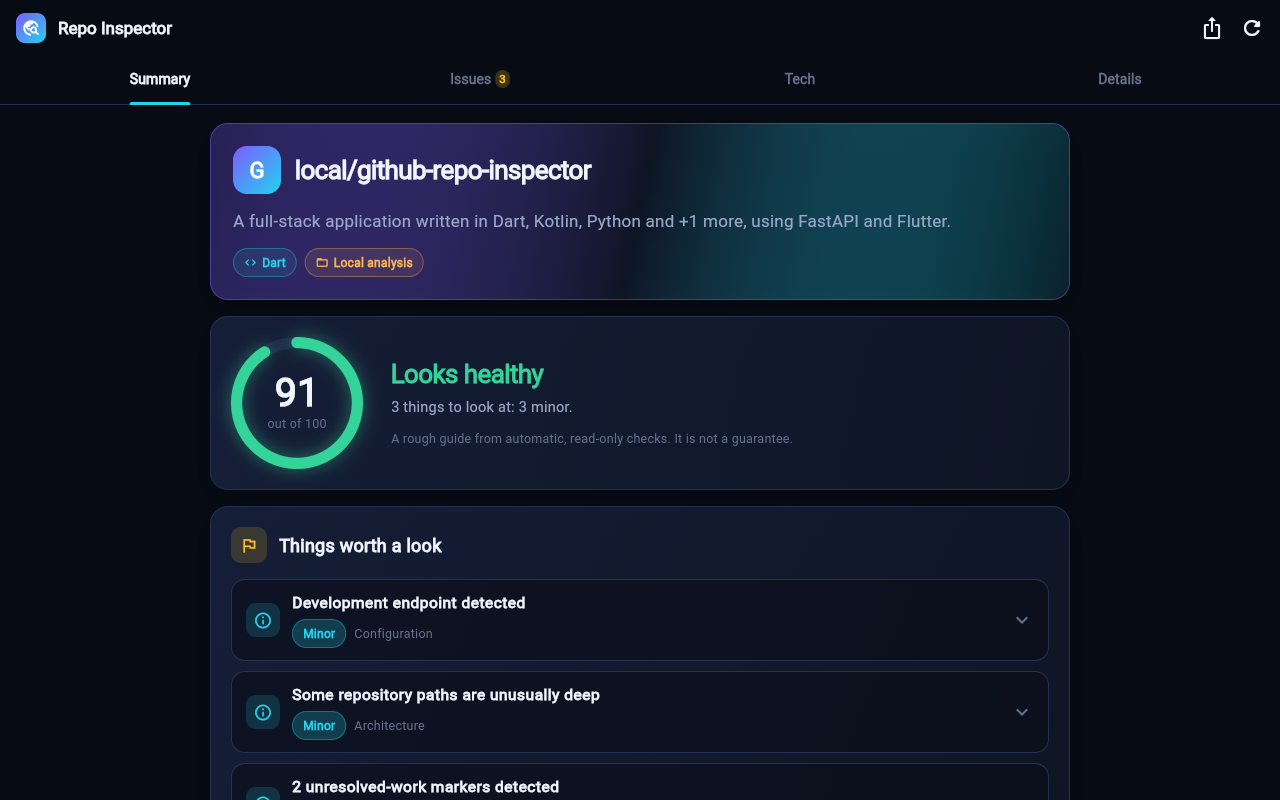 Repo Inspector
Summary
Issues 3
Tech
Details
G
local/github-repo-inspector
A full-stack application written in Dart, Kotlin, Python and +1 more, using FastAPI and Flutter.
<> Dart
Local analysis
91
out of 100
Looks healthy
3 things to look at: 3 minor.
A rough guide from automatic, read-only checks. It is not a guarantee.
Things worth a look
Development endpoint detected
Minor Configuration
Some repository paths are unusually deep
Minor Architecture
2 unresolved-work markers detected